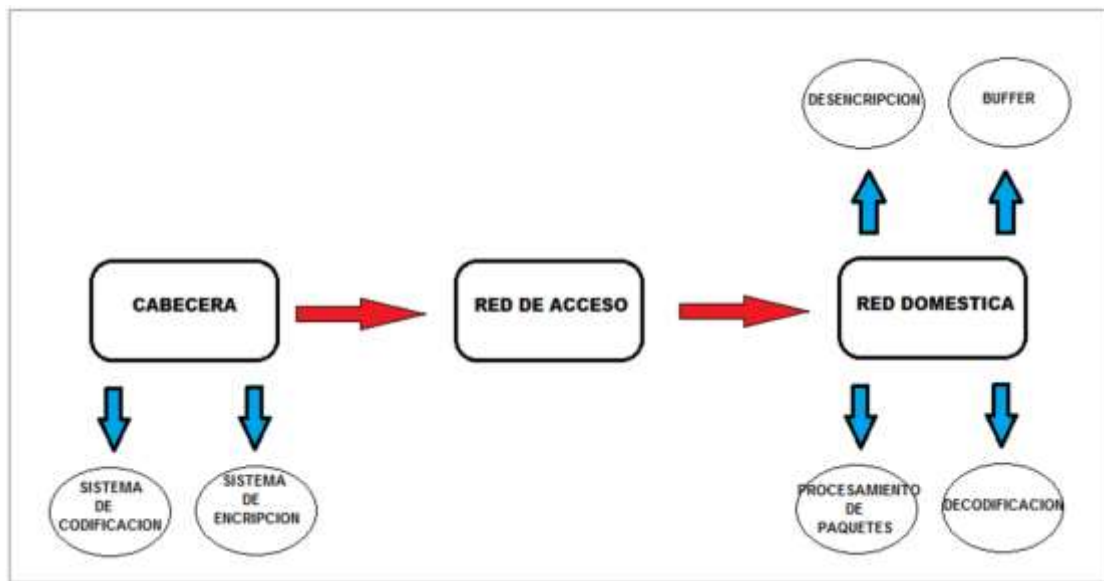 DESENCRIPCION
BUFFER
CABECERA
RED DE ACCESO
RED DOMESTICA
SISTEMA
DE
CODIFICACION
SISTEMA
DE
ENCRIPCION
PROCESAMIENTO
DE
PAQUETES
DECODIFICACION